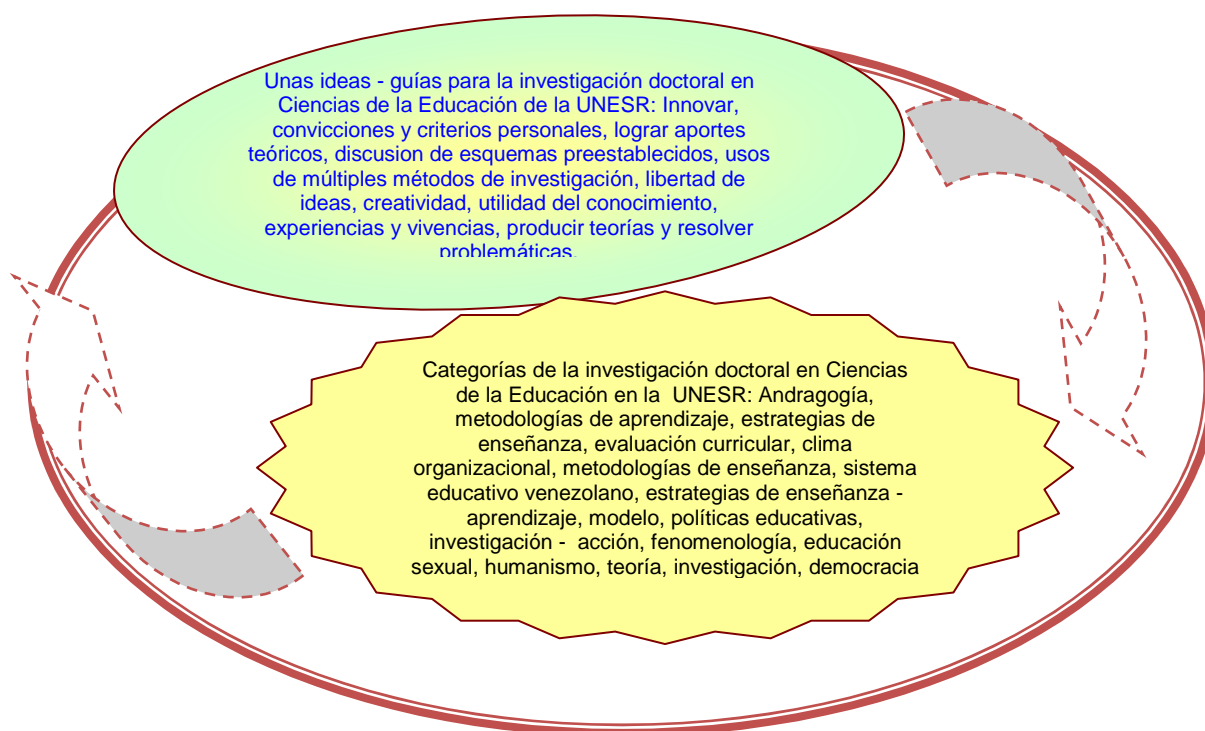 Unas ideas - guías para la investigación doctoral en
Ciencias de la Educación de la UNESR: Innovar,
convicciones y criterios personales, lograr aportes
teóricos, discusion de esquemas preestablecidos, usos
de múltiples métodos de investigación, libertad de
ideas, creatividad, utilidad del conocimiento,
experiencias y vivencias, producir teorías y resolver
problemáticas.
Categorías de la investigación doctoral en Ciencias
de la Educación en la UNESR: Andragogía,
metodologías de aprendizaje, estrategias de
enseñanza, evaluación curricular, clima
organizacional, metodologías de enseñanza, sistema
educativo venezolano, estrategias de enseñanza -
aprendizaje, modelo, políticas educativas,
investigación - acción, fenomenología, educación
sexual, humanismo, teoría, investigación, democracia